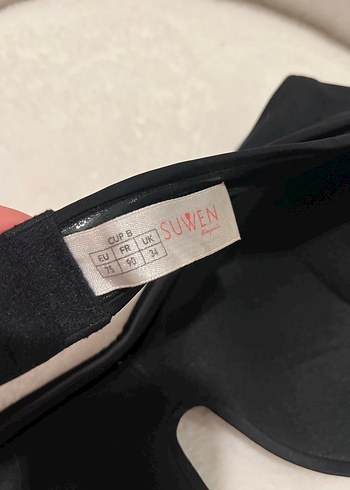 CUP B
EU FR UK
75 90 34
SUWEN